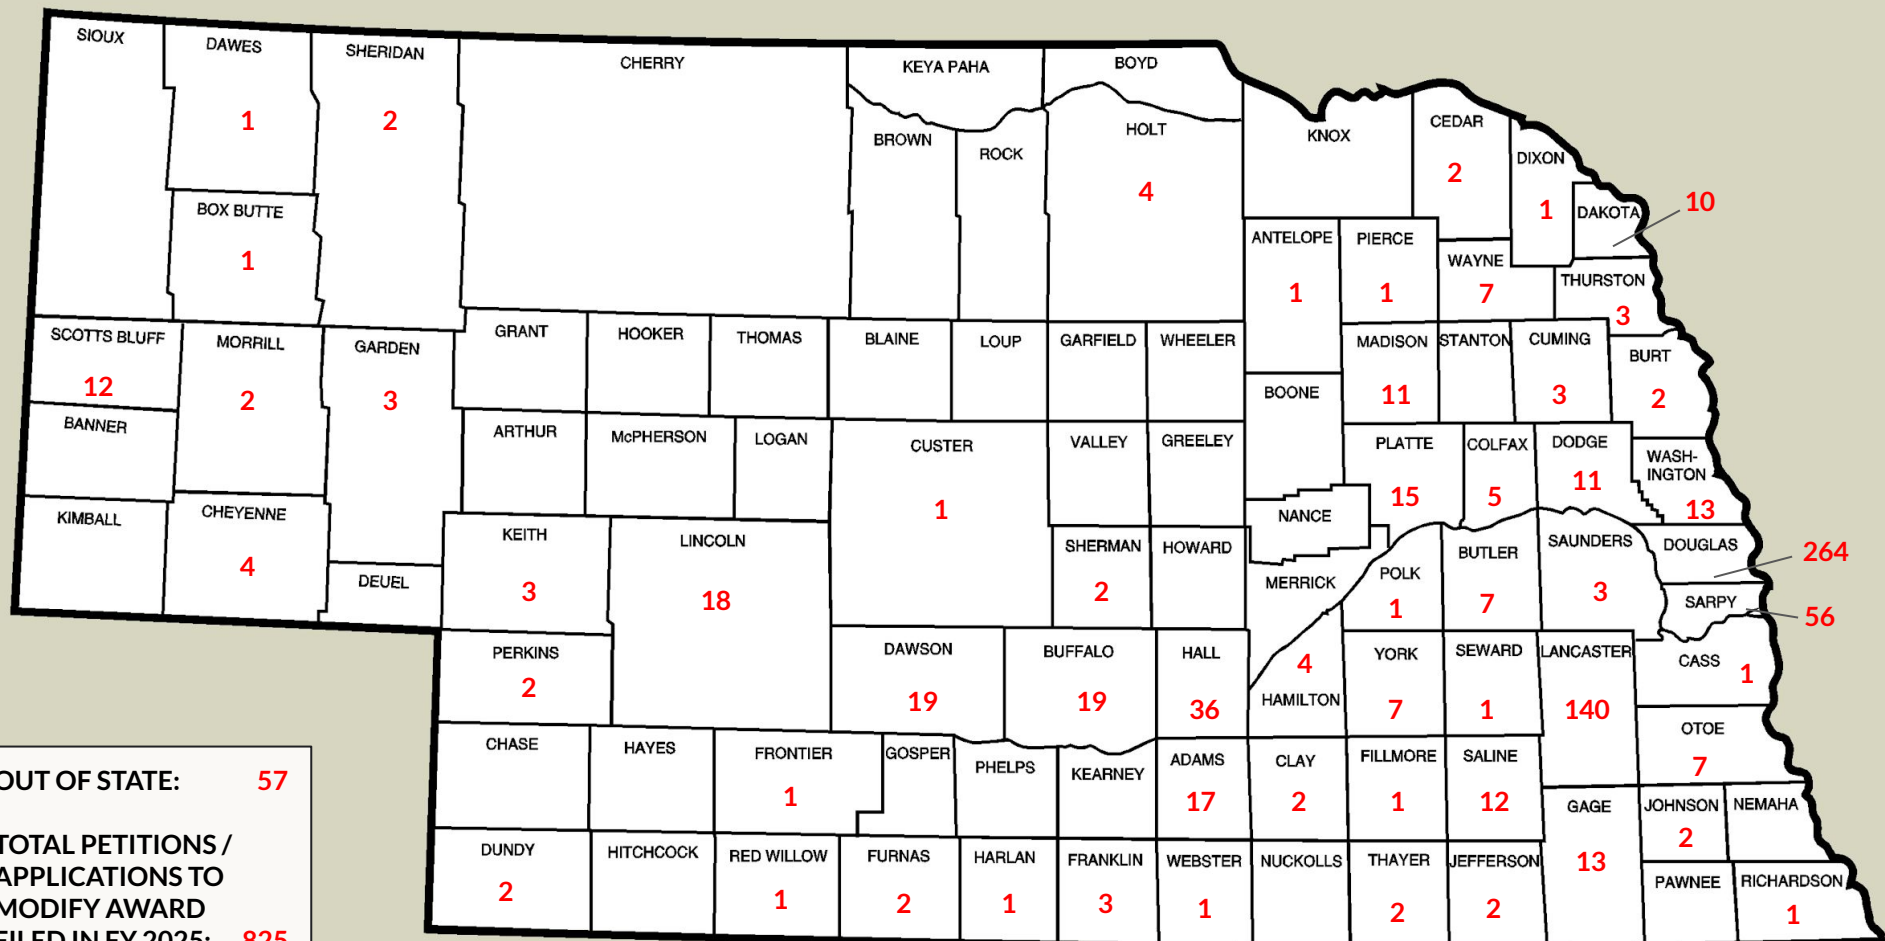 SIOUX
DAWES
1
SHERIDAN
2
CHERRY
KEYA PAHA
BOYD
BROWN
ROCK
HOLT
4
KNOX
CEDAR
2
DIXON
1
DAKOTA
10
BOX BUTTE
1
ANTELOPE
1
PIERCE
1
WAYNE
7
THURSTON
3
SCOTTS BLUFF
12
MORRILL
2
GARDEN
3
GRANT
HOOKER
THOMAS
BLAINE
LOUP
GARFIELD
WHEELER
MADISON
11
STANTON
CUMING
3
BURT
2
BANNER
ARTHUR
McPHERSON
LOGAN
CUSTER
1
VALLEY
GREELEY
BOONE
PLATTE
15
COLFAX
5
DODGE
11
WASH-
INGTON
13
KIMBALL
CHEYENNE
4
DEUEL
KEITH
3
LINCOLN
18
SHERMAN
2
HOWARD
NANCE
MERRICK
POLK
1
BUTLER
7
SAUNDERS
3
DOUGLAS
264
SARPY
56
PERKINS
2
DAWSON
19
BUFFALO
19
HALL
36
4
HAMILTON
YORK
7
SEWARD
1
LANCASTER
140
CASS
1
OTOE
7
CHASE
HAYES
FRONTIER
1
GOSPER
PHELPS
KEARNEY
ADAMS
17
CLAY
2
FILLMORE
1
SALINE
12
GAGE
13
JOHNSON
2
NEMAHA
DUNDY
2
HITCHCOCK
RED WILLOW
1
FURNAS
2
HARLAN
1
FRANKLIN
3
WEBSTER
1
NUCKOLLS
THAYER
2
JEFFERSON
2
PAWNEE
RICHARDSON
1
OUT OF STATE: 57
TOTAL PETITIONS /
APPLICATIONS TO
MODIFY AWARD
FILED IN FY 2025: 825